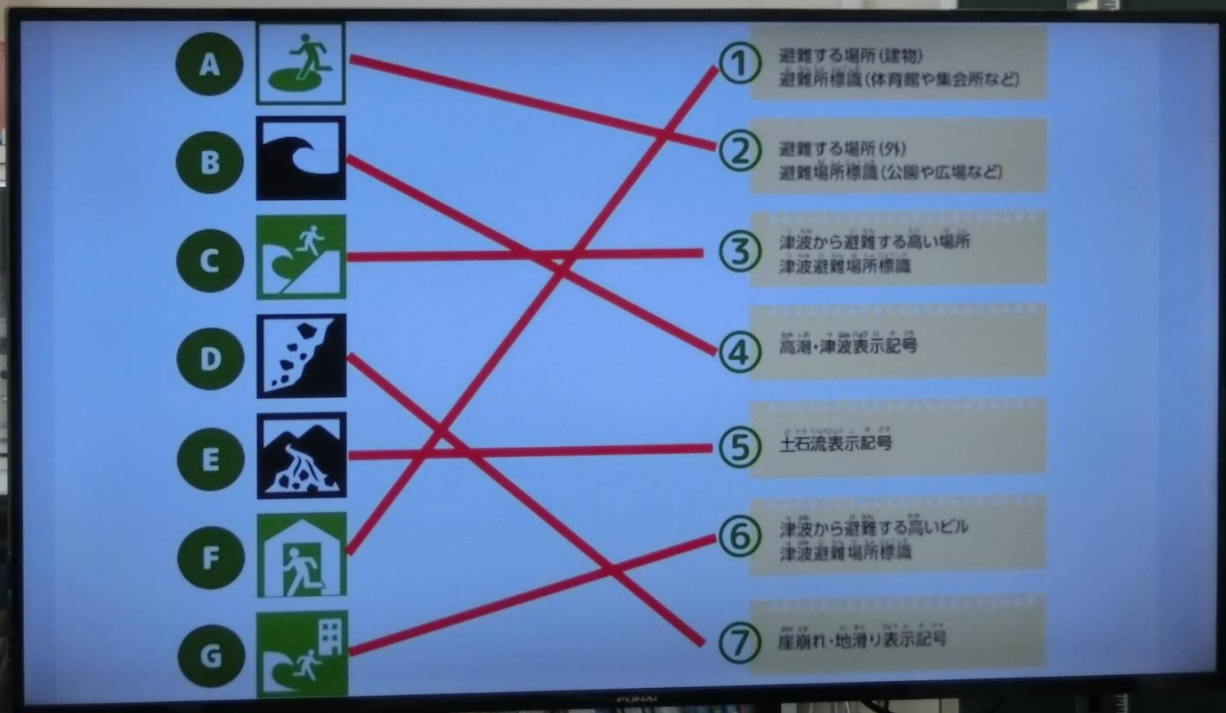 A
①
避難する場所(建物)
避難所標識(体育館や集会所など)
B
②
避難する場所(外)
避難場所標識(公園や広場など)
C
③
津波から避難する高い場所
津波避難場所標識
D
④
高潮・津波表示記号
E
⑤
土石流表示記号
F
⑥
津波から避難する高いビル
津波避難場所標識
G
⑦
崖崩れ・地滑り表示記号
FUNAI